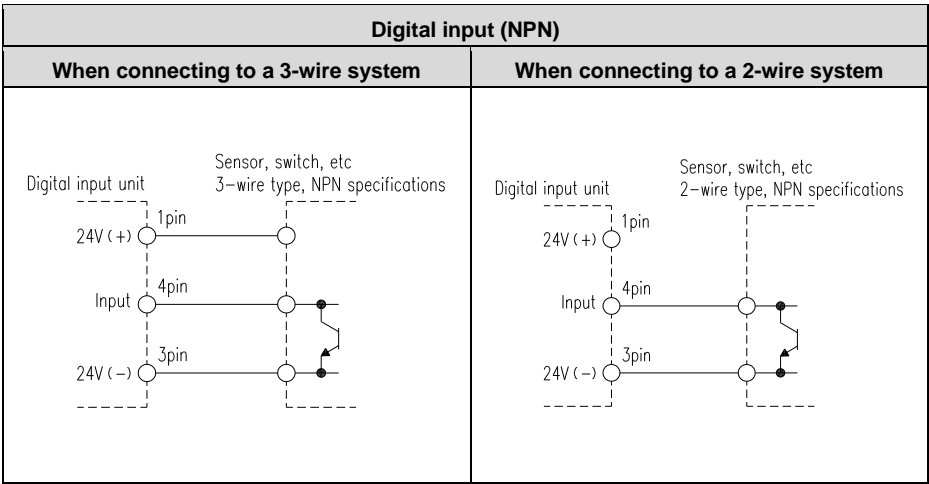 Digital input (NPN)
When connecting to a 3-wire system
When connecting to a 2-wire system
Sensor, switch, etc
Digital input unit
3-wire type, NPN specifications
1pin
24V(+)
4pin
Input
3pin
24V(-)
Sensor, switch, etc
Digital input unit
2-wire type, NPN specifications
1pin
24V(+)
4pin
Input
3pin
24V(-)